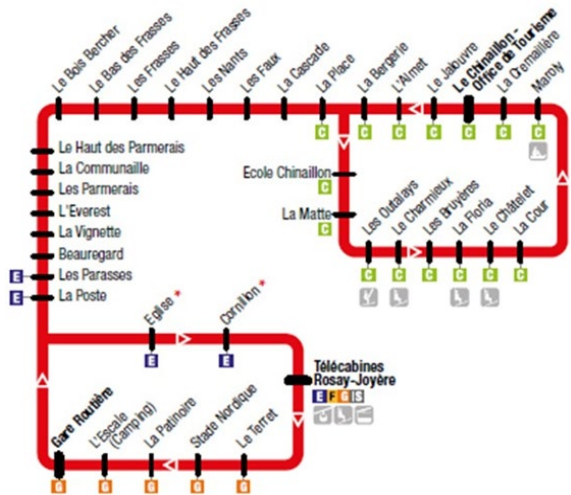 Le Bois Bercher
Le Bas des Frasses
Les Frasses
Le Haut des Frasses
Les Nants
Les Faux
La Cascade
La Place
La Bergerie
L'Almet
Le Jalouvre
Le Chinaillon -
Office de Tourisme
La Cremaillère
Maroly
C
C
C
C
C
C
C
Le Haut des Parmerais
La Communaille
Les Parmerais
L'Everest
La Vignette
Beauregard
E
Les Parasses
E
La Poste
Ecole Chinaillon
C
La Matte
C
Les Outalays
Le Charmieux
Les Bruyères
La Floria
Le Châtelet
La Cour
C
C
C
C
C
C
Eglise *
Cornillon *
E
E
Télécabines
Rosay-Joyère
E F G S
Gare Routière
L'Escale
(Camping)
La Patinoire
Stade Nordique
Le Terret
G
G
G
G
G